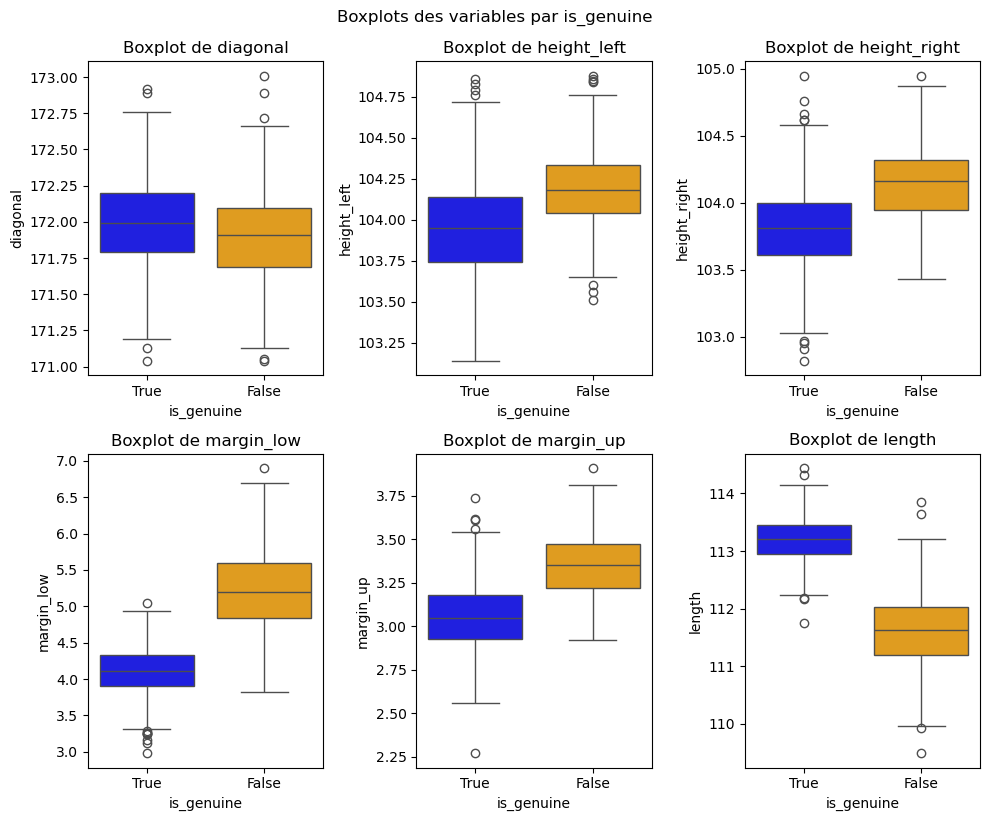 Boxplots des variables par is_genuine
Boxplot de diagonal
173.00
172.75
172.50
172.25
172.00
171.75
171.50
171.25
171.00
diagonal
True False
is_genuine
Boxplot de height_left
104.75
104.50
104.25
104.00
103.75
103.50
103.25
height_left
True False
is_genuine
Boxplot de height_right
105.0
104.5
104.0
103.5
103.0
height_right
True False
is_genuine
Boxplot de margin_low
7.0
6.5
6.0
5.5
5.0
4.5
4.0
3.5
3.0
margin_low
True False
is_genuine
Boxplot de margin_up
3.75
3.50
3.25
3.00
2.75
2.50
2.25
margin_up
True False
is_genuine
Boxplot de length
114
113
112
111
110
length
True False
is_genuine